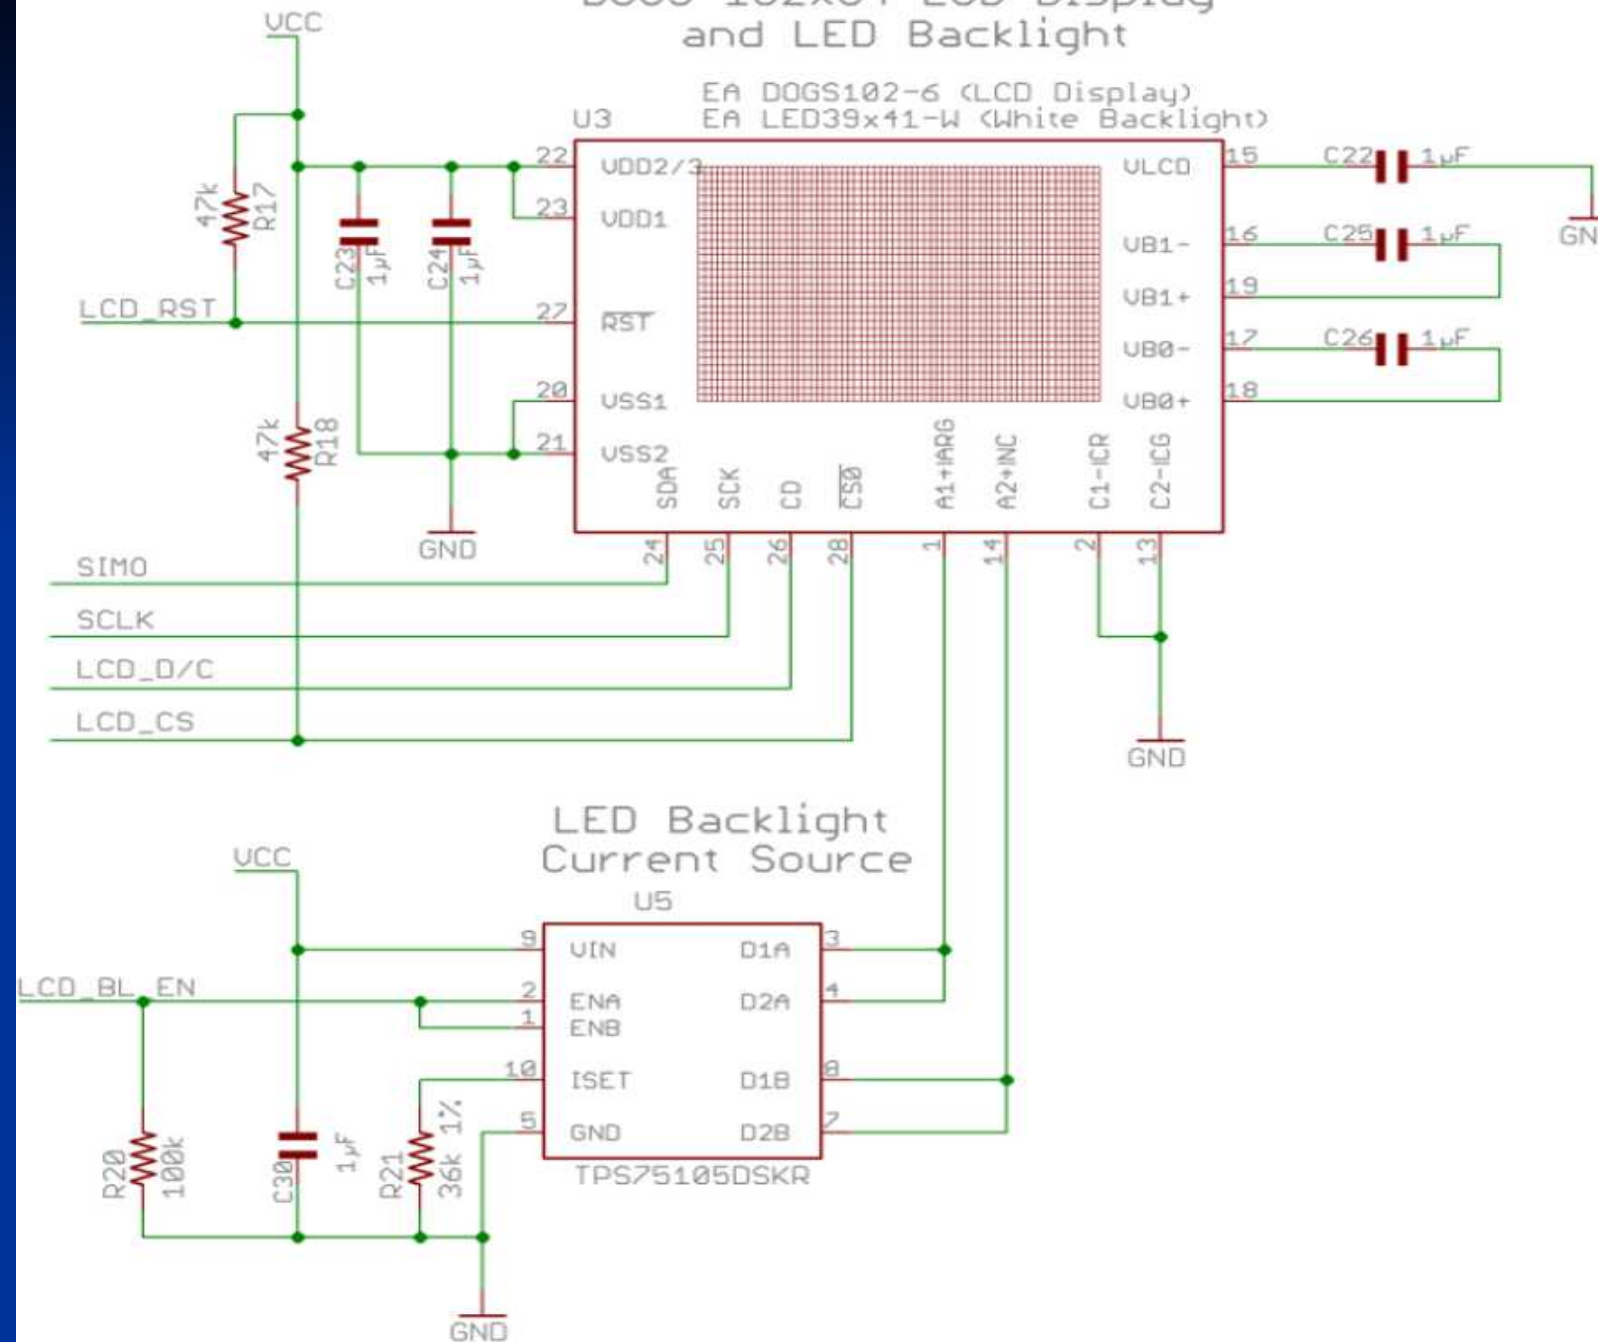 VCC
and LED Backlight
EA DOGS102-6 (LCD Display)
U3 EA LED39x41-W (White Backlight)
22 VDD2/3
23 VDD1
27 RST
20 VSS1
21 VSS2
VLCD 15
VB1- 16
VB1+ 19
VB0- 17
VB0+ 18
C22 1µF
C25 1µF
C26 1µF
47k
R17
C23
1µF
C24
1µF
LCD_RST
47k
R18
SDA
SCK
CD
CS0
A1+IARG
A2+INC
C1-ICR
C2-ICG
24
25
26
28
1
14
2
13
GND
SIMO
SCLK
LCD_D/C
LCD_CS
GND
LED Backlight
Current Source
VCC
U5
9 VIN D1A 3
LCD_BL_EN
2 ENA D2A 4
1 ENB
10 ISET D1B 8
5 GND D2B 7
TPS75105DSKR
R20
100k
C30
1µF
R21
36k 1%
GND